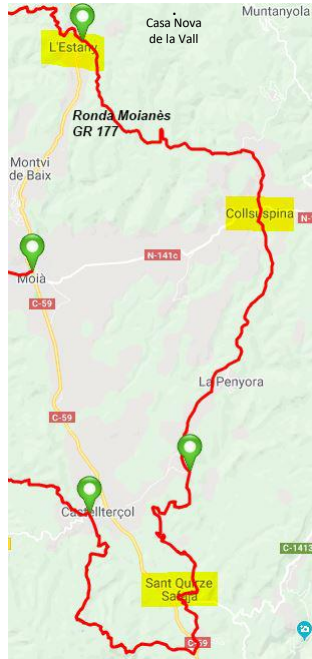 Casa Nova
de la Vall
Muntanyola
L'Estany
Ronda Moianès
GR 177
Montvi
de Baix
Collsuspina
N-141c
Moià
C-59
La Penyora
C-59
Castellterçol
C-1413
Sant Quirze
Safaja
C-59